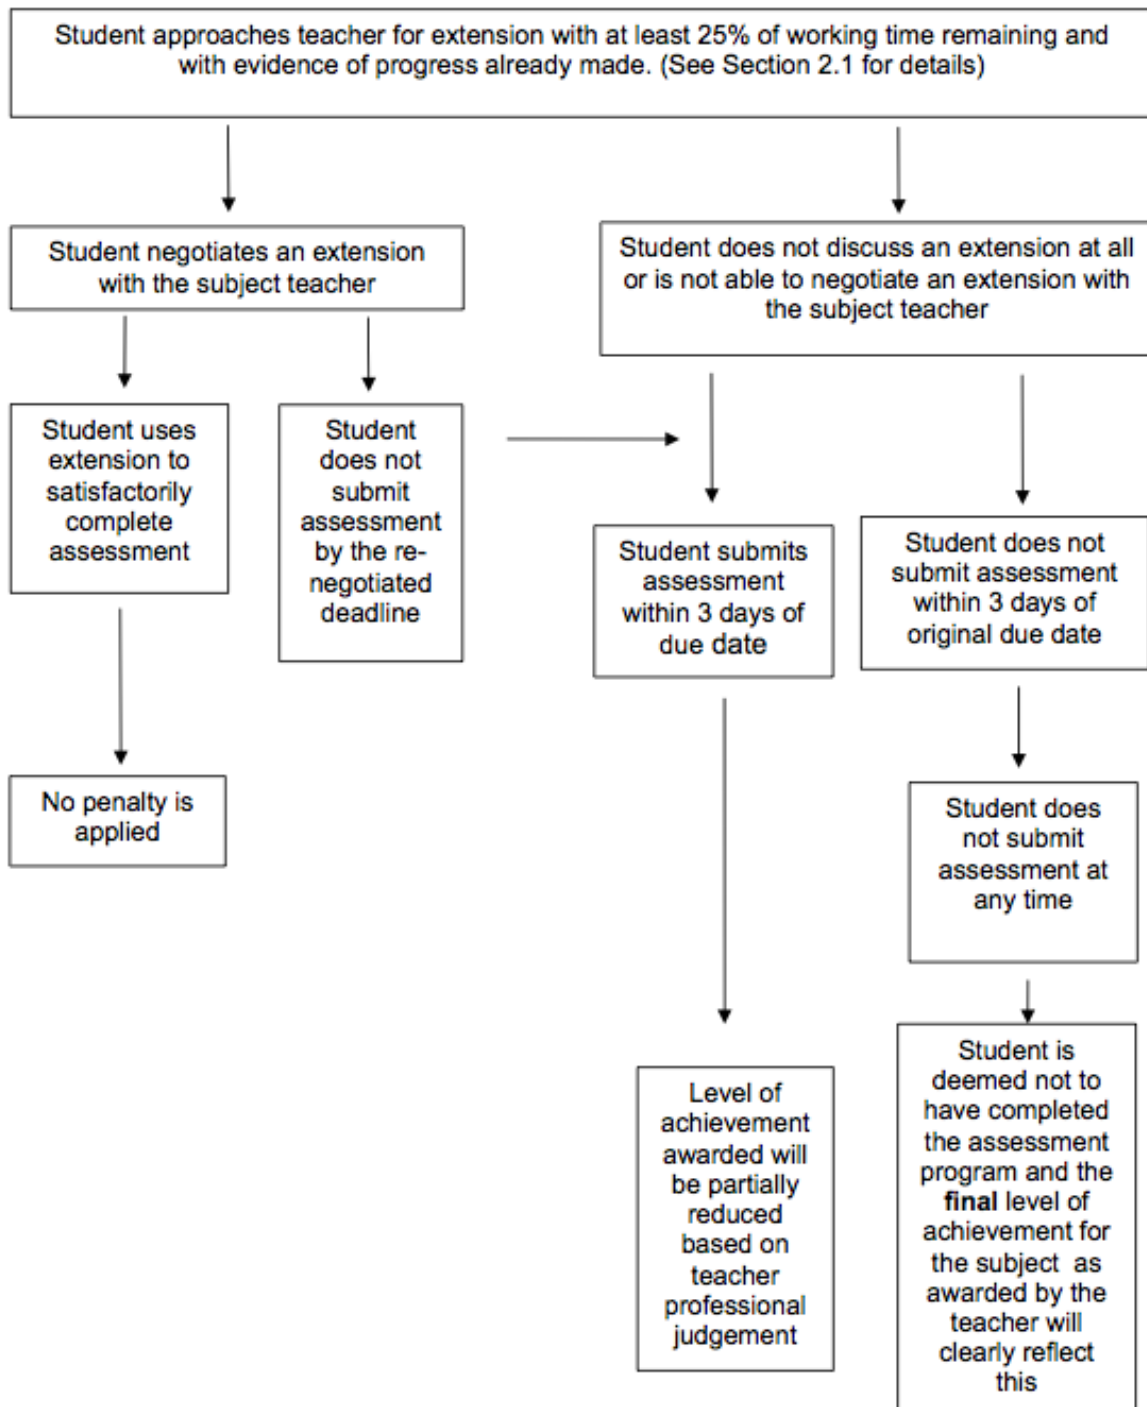 Student approaches teacher for extension with at least 25% of working time remaining and
with evidence of progress already made. (See Section 2.1 for details)
Student negotiates an extension
with the subject teacher
Student does not discuss an extension at all
or is not able to negotiate an extension with
the subject teacher
Student uses
extension to
satisfactorily
complete
assessment
Student
does not
submit
assessment
by the re-
negotiated
deadline
Student submits
assessment
within 3 days of
due date
Student does not
submit assessment
within 3 days of
original due date
No penalty is
applied
Student does
not submit
assessment at
any time
Level of
achievement
awarded will
be partially
reduced
based on
teacher
professional
judgement
Student is
deemed not to
have completed
the assessment
program and the
final level of
achievement for
the subject as
awarded by the
teacher will
clearly reflect
this